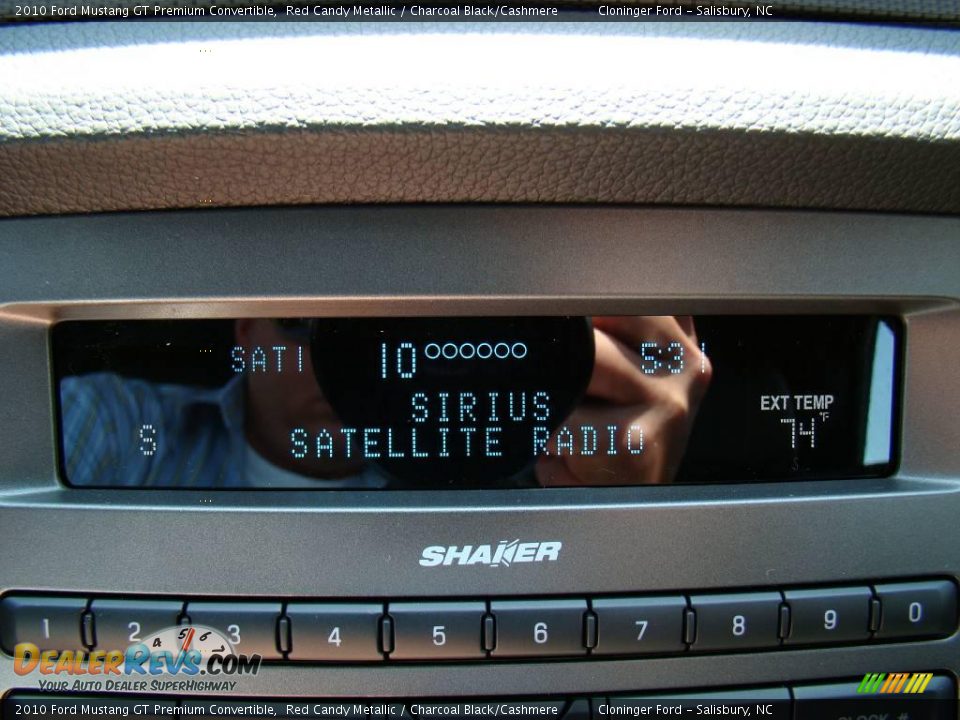 2010 Ford Mustang GT Premium Convertible, Red Candy Metallic / Charcoal Black/Cashmere Cloninger Ford - Salisbury, NC
SAT1 10 5:31
SIRIUS
EXT TEMP
S SATELLITE RADIO 74 °F
SHAKER
1 2 3 4 5 6 7 8 9 0
4 5 6
DEALERREVS.COM
YOUR AUTO DEALER SUPERHIGHWAY
2010 Ford Mustang GT Premium Convertible, Red Candy Metallic / Charcoal Black/Cashmere Cloninger Ford - Salisbury, NC